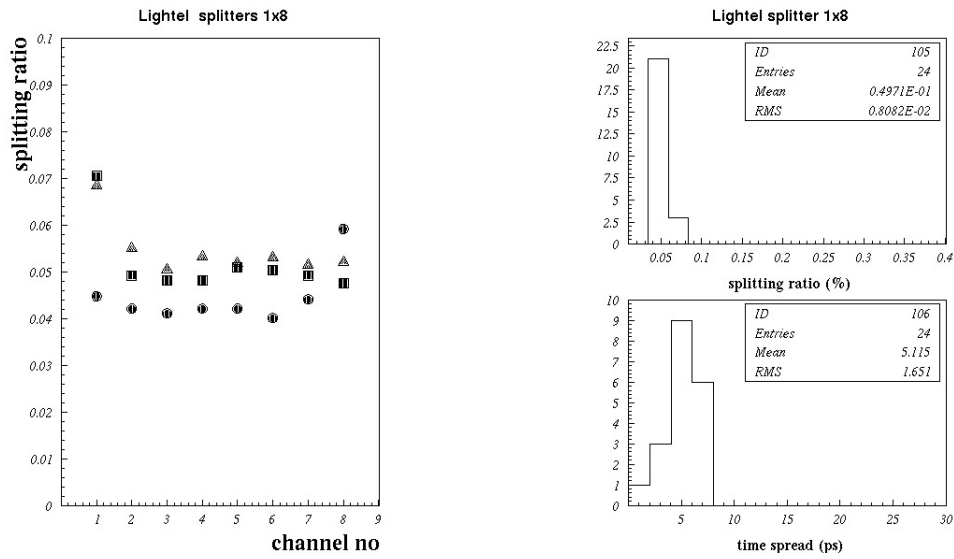 Lightel splitters 1x8
splitting ratio
0.1
0.09
0.08
0.07
0.06
0.05
0.04
0.03
0.02
0.01
0
1 2 3 4 5 6 7 8 9
channel no
Lightel splitter 1x8
22.5
20
17.5
15
12.5
10
7.5
5
2.5
0
ID 105
Entries 24
Mean 0.4971E-01
RMS 0.8082E-02
0.05 0.1 0.15 0.2 0.25 0.3 0.35 0.4
splitting ratio (%)
10
9
8
7
6
5
4
3
2
1
0
ID 106
Entries 24
Mean 5.115
RMS 1.651
5 10 15 20 25 30
time spread (ps)